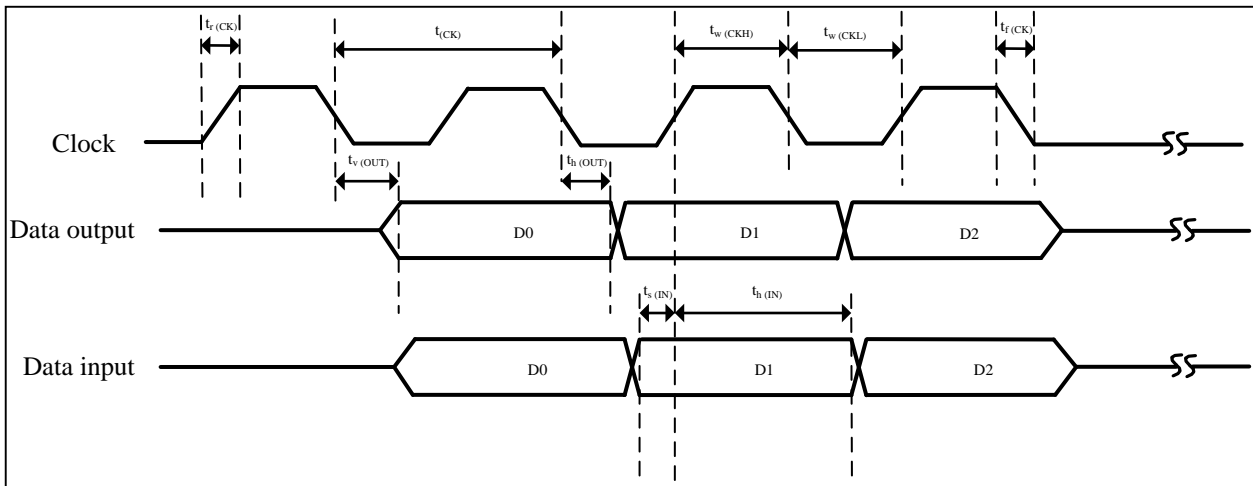 tr (CK)
t(CK)
tw (CKH)
tw (CKL)
tf (CK)
Clock
tv (OUT)
th (OUT)
Data output
D0
D1
D2
ts (IN)
th (IN)
Data input
D0
D1
D2